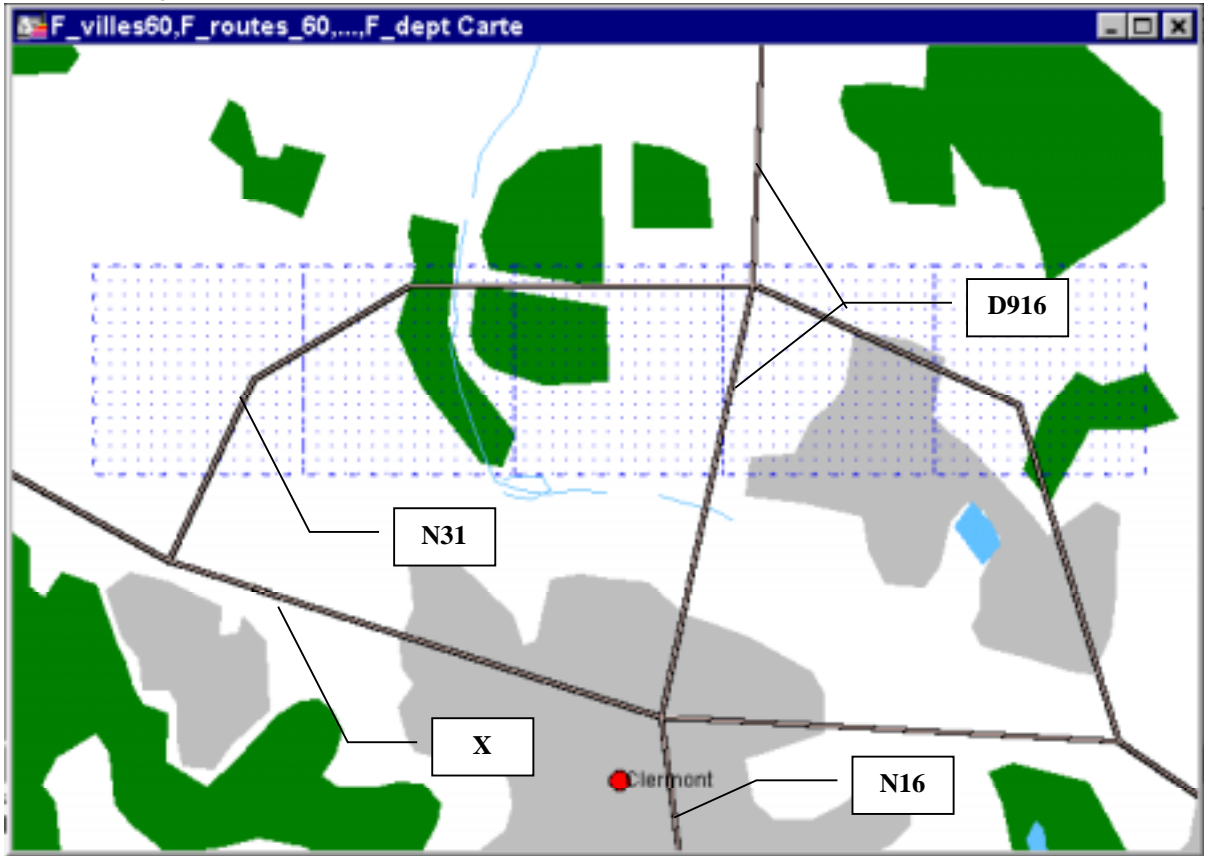 F_villes60,F_routes_60,...,F_dept Carte
D916
N31
X
Clermont
N16